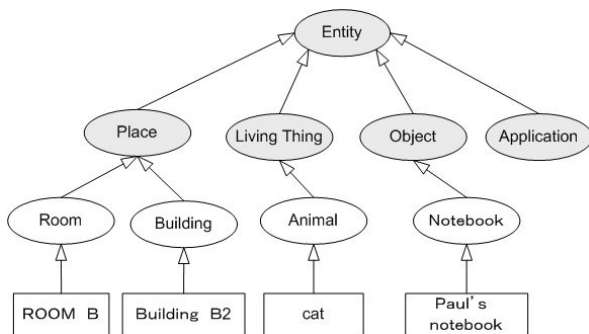 Entity
Place
Living Thing
Object
Application
Room
Building
Animal
Notebook
ROOM B
Building B2
cat
Paul's
notebook